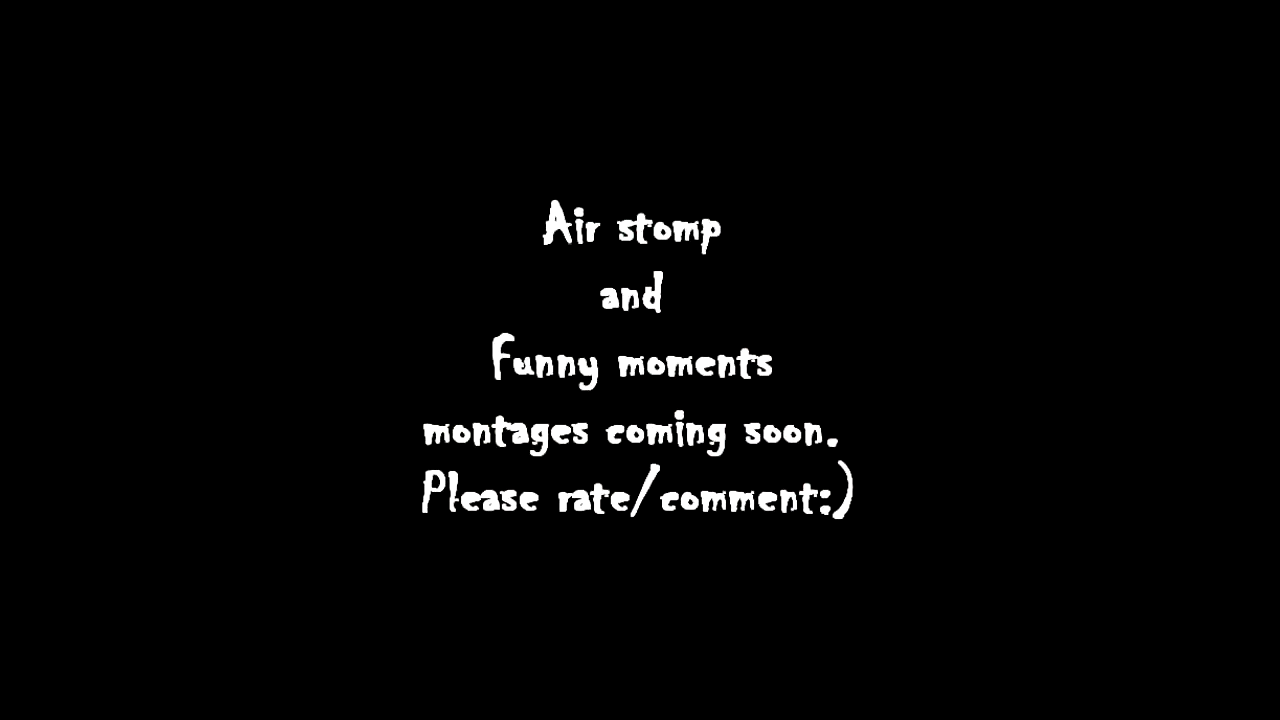 Air stomp
and
Funny moments
montages coming soon.
Please rate/comment:)